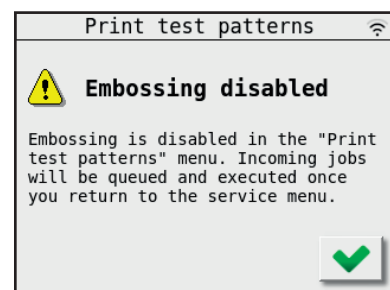 Print test patterns
Embossing disabled
Embossing is disabled in the "Print
test patterns" menu. Incoming jobs
will be queued and executed once
you return to the service menu.